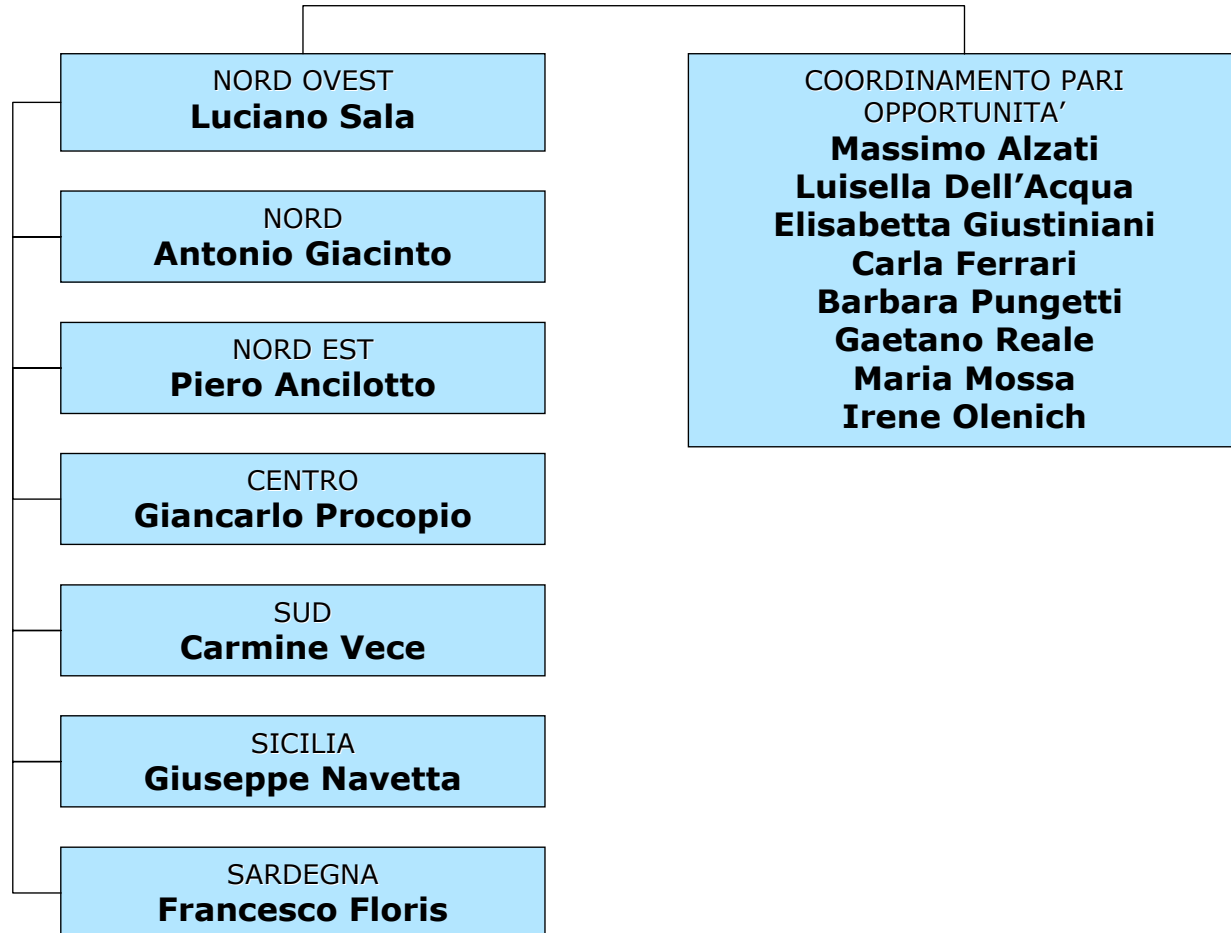 NORD OVEST
Luciano Sala
NORD
Antonio Giacinto
NORD EST
Piero Ancilotto
CENTRO
Giancarlo Procopio
SUD
Carmine Vece
SICILIA
Giuseppe Navetta
SARDEGNA
Francesco Floris
COORDINAMENTO PARI
OPPORTUNITA’
Massimo Alzati
Luisella Dell’Acqua
Elisabetta Giustiniani
Carla Ferrari
Barbara Pungetti
Gaetano Reale
Maria Mossa
Irene Olenich